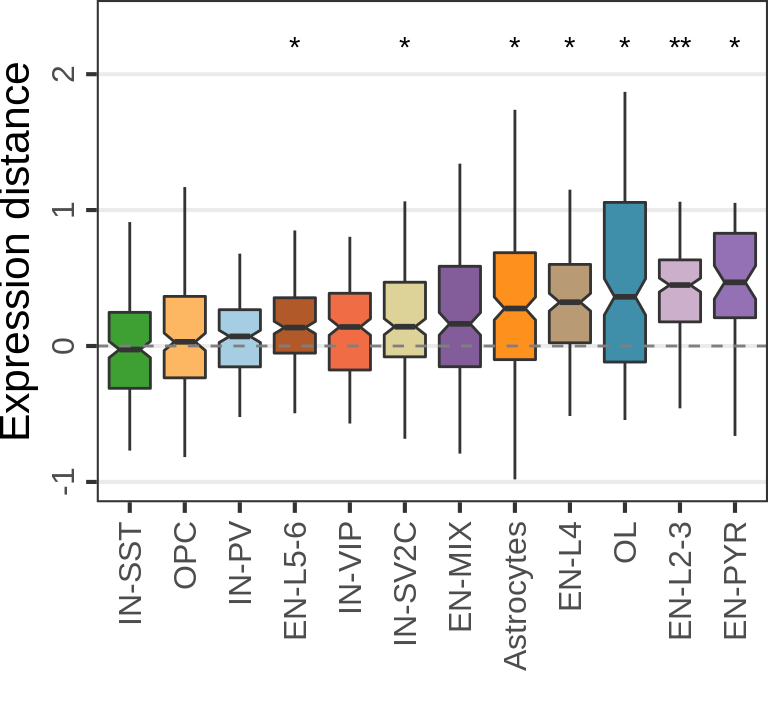 * * * * * ** *
Expression distance
2
1
0
-1
IN-SST
OPC
IN-PV
EN-L5-6
IN-VIP
IN-SV2C
EN-MIX
Astrocytes
EN-L4
OL
EN-L2-3
EN-PYR